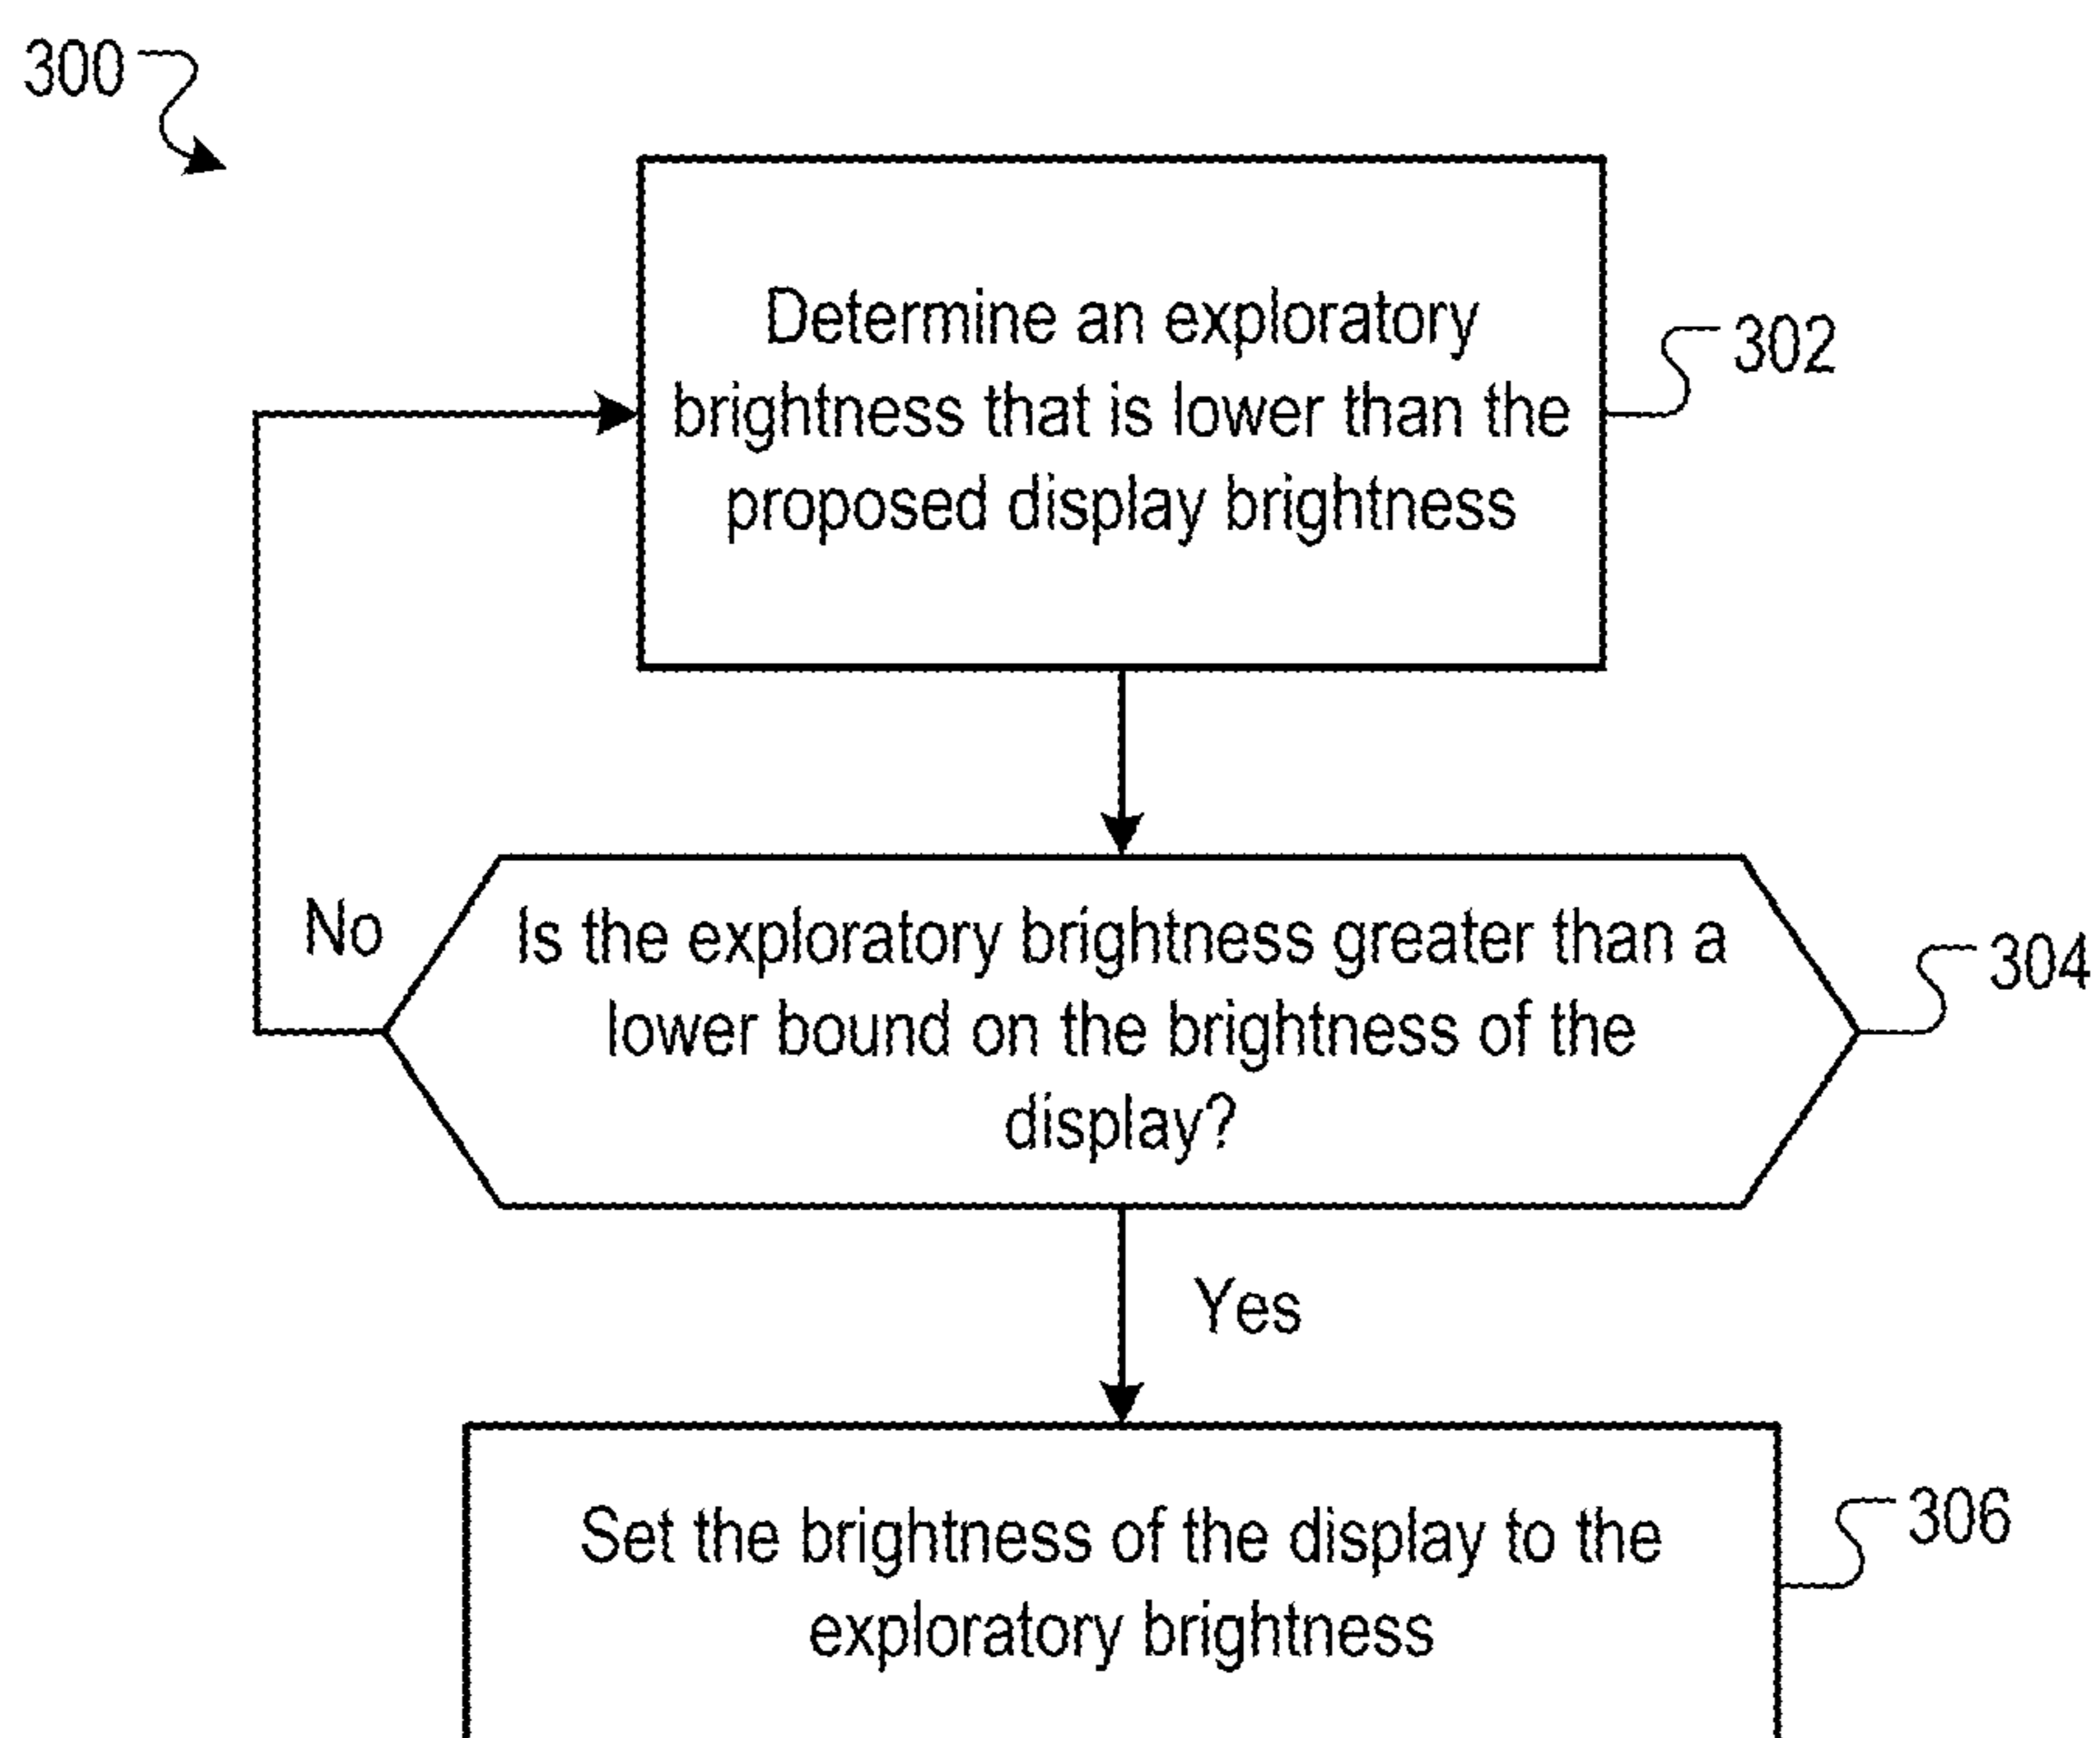 300
Determine an exploratory
brightness that is lower than the
proposed display brightness
302
No
Is the exploratory brightness greater than a
lower bound on the brightness of the
display?
304
Yes
Set the brightness of the display to the
exploratory brightness
306